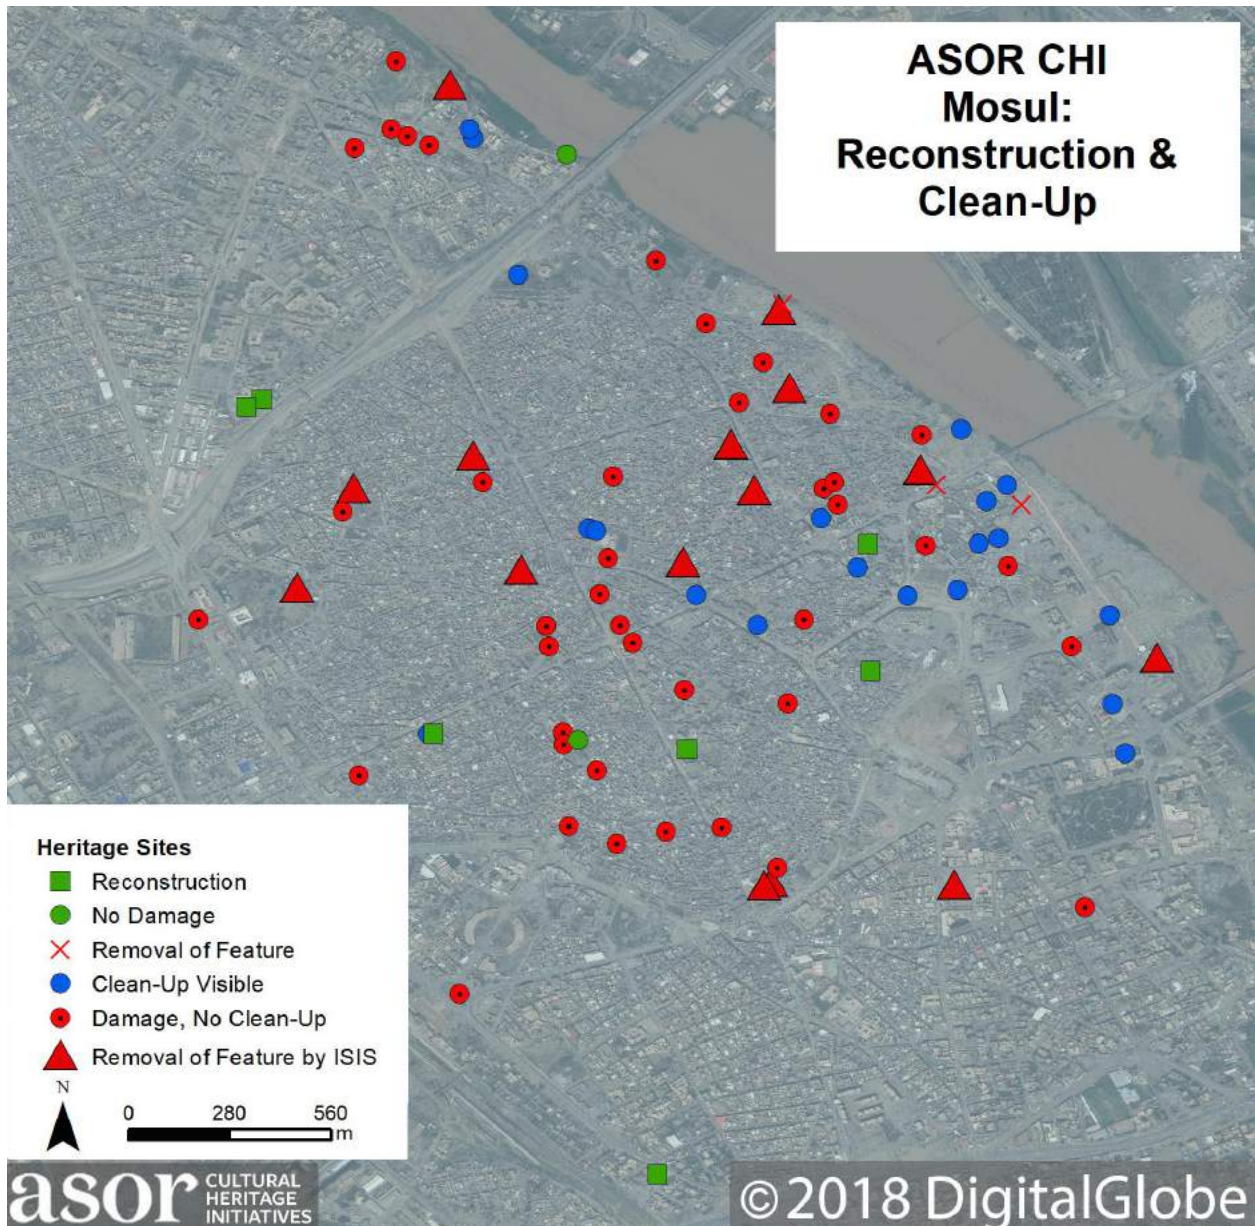 ASOR CHI
Mosul:
Reconstruction &
Clean-Up
Heritage Sites
Reconstruction
No Damage
Removal of Feature
Clean-Up Visible
Damage, No Clean-Up
Removal of Feature by ISIS
N
0 280 560
m
asor CULTURAL
HERITAGE
INITIATIVES
©2018 DigitalGlobe